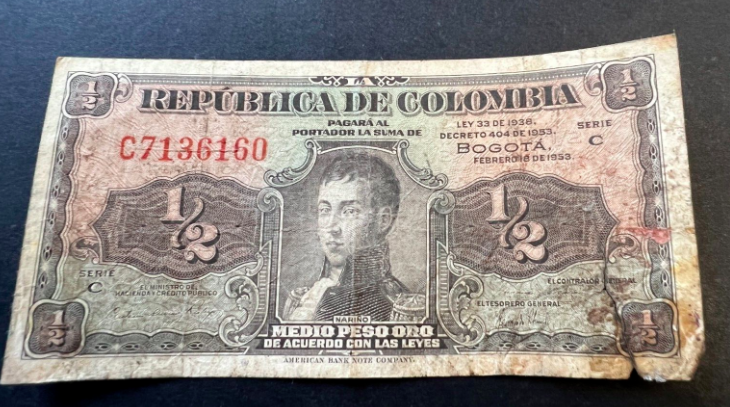 LA
REPÚBLICA DE COLOMBIA
PAGARÁ AL
PORTADOR LA SUMA DE
LEY 33 DE 1938.
DECRETO 404 DE 1953.
BOGOTÁ,
FEBRERO 18 DE 1953.
SERIE
C
C7136160
1/2
1/2
1/2
1/2
SERIE
C
EL MINISTRO DE
HACIENDA Y CRÉDITO PÚBLICO
EL CONTRALOR GENERAL
EL TESORERO GENERAL
NARIÑO
1/2
MEDIO PESO ORO
1/2
DE ACUERDO CON LAS LEYES
AMERICAN BANK NOTE COMPANY.